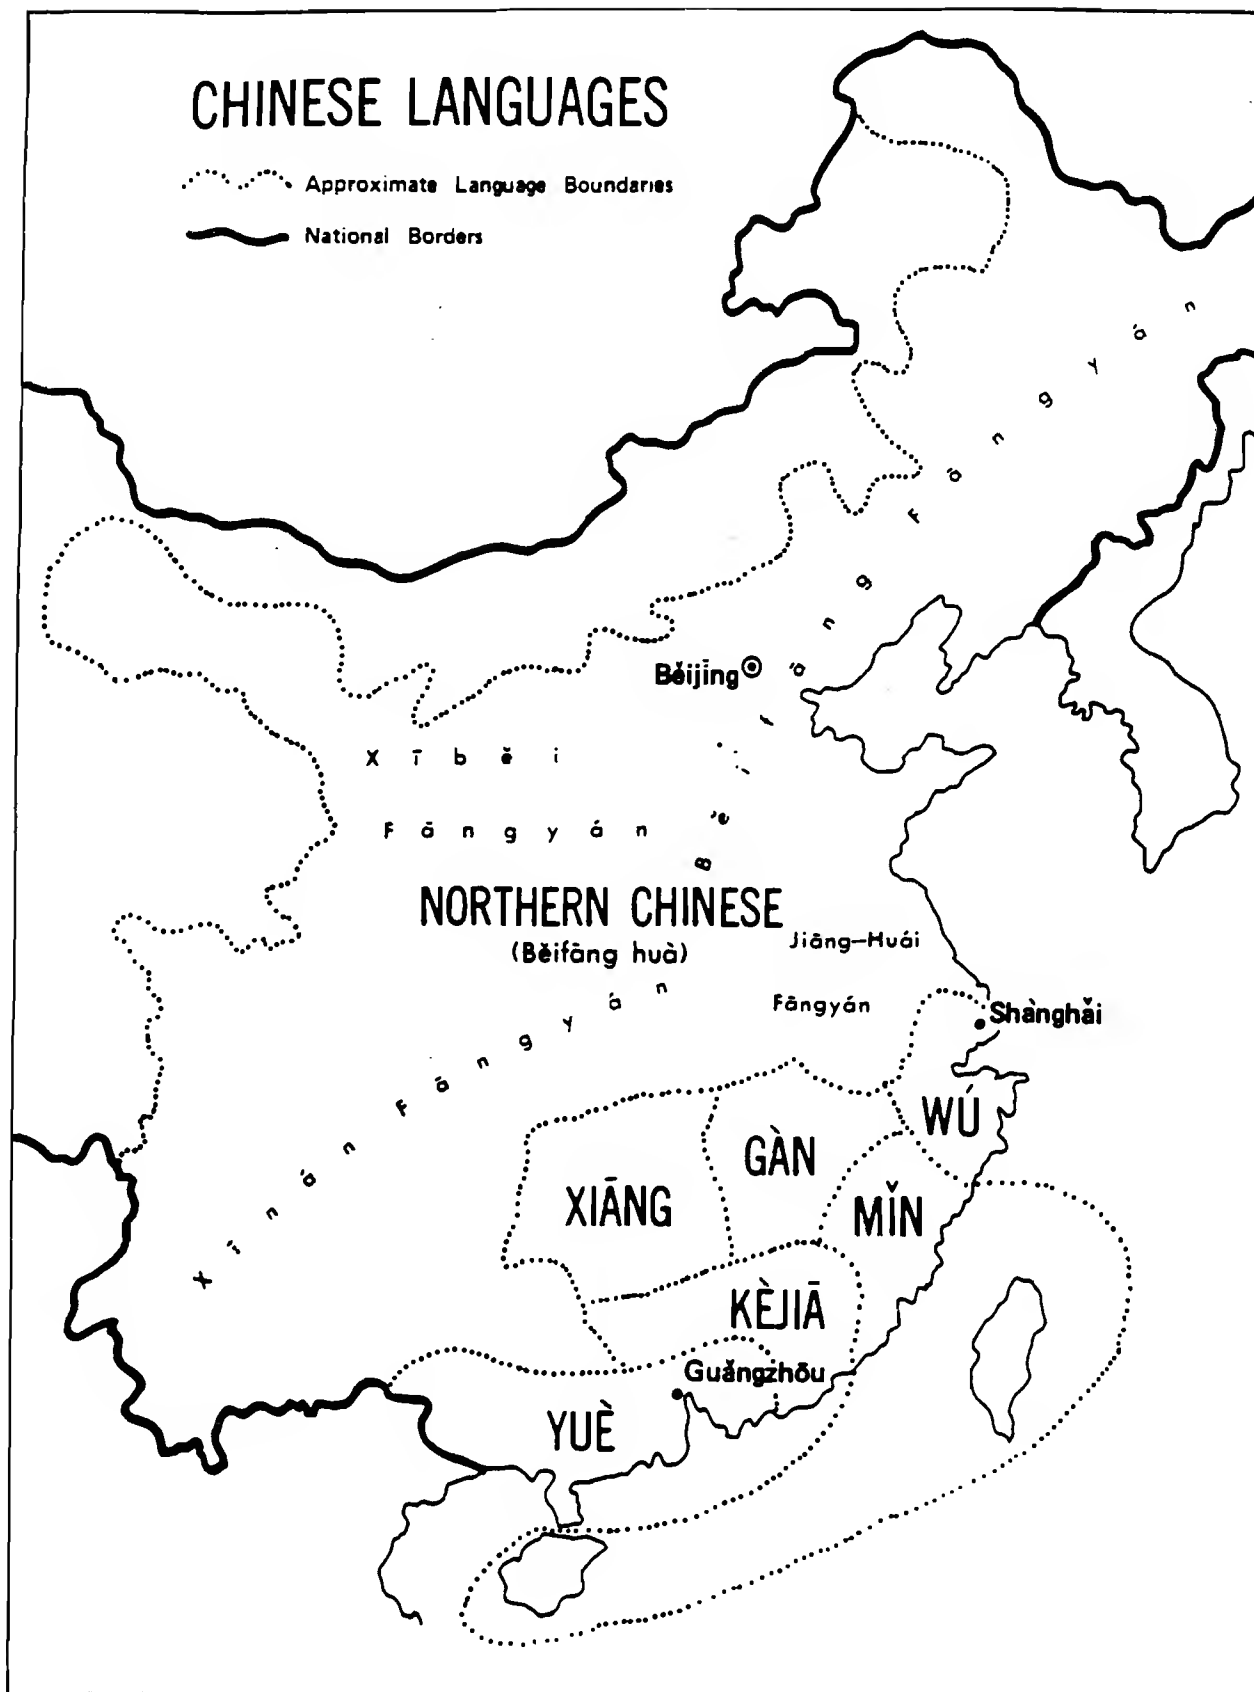 CHINESE LANGUAGES
Approximate Language Boundaries
National Borders
Běifāng Fāngyán
Běijīng
Xīběi
Fāngyán
NORTHERN CHINESE
(Běifāng huà)
Jiāng–Huái
Fāngyán
Shànghǎi
Xīnán Fāngyán
WÚ
GÀN
XIĀNG
MǏN
KÈJIĀ
Guǎngzhōu
YUÈ